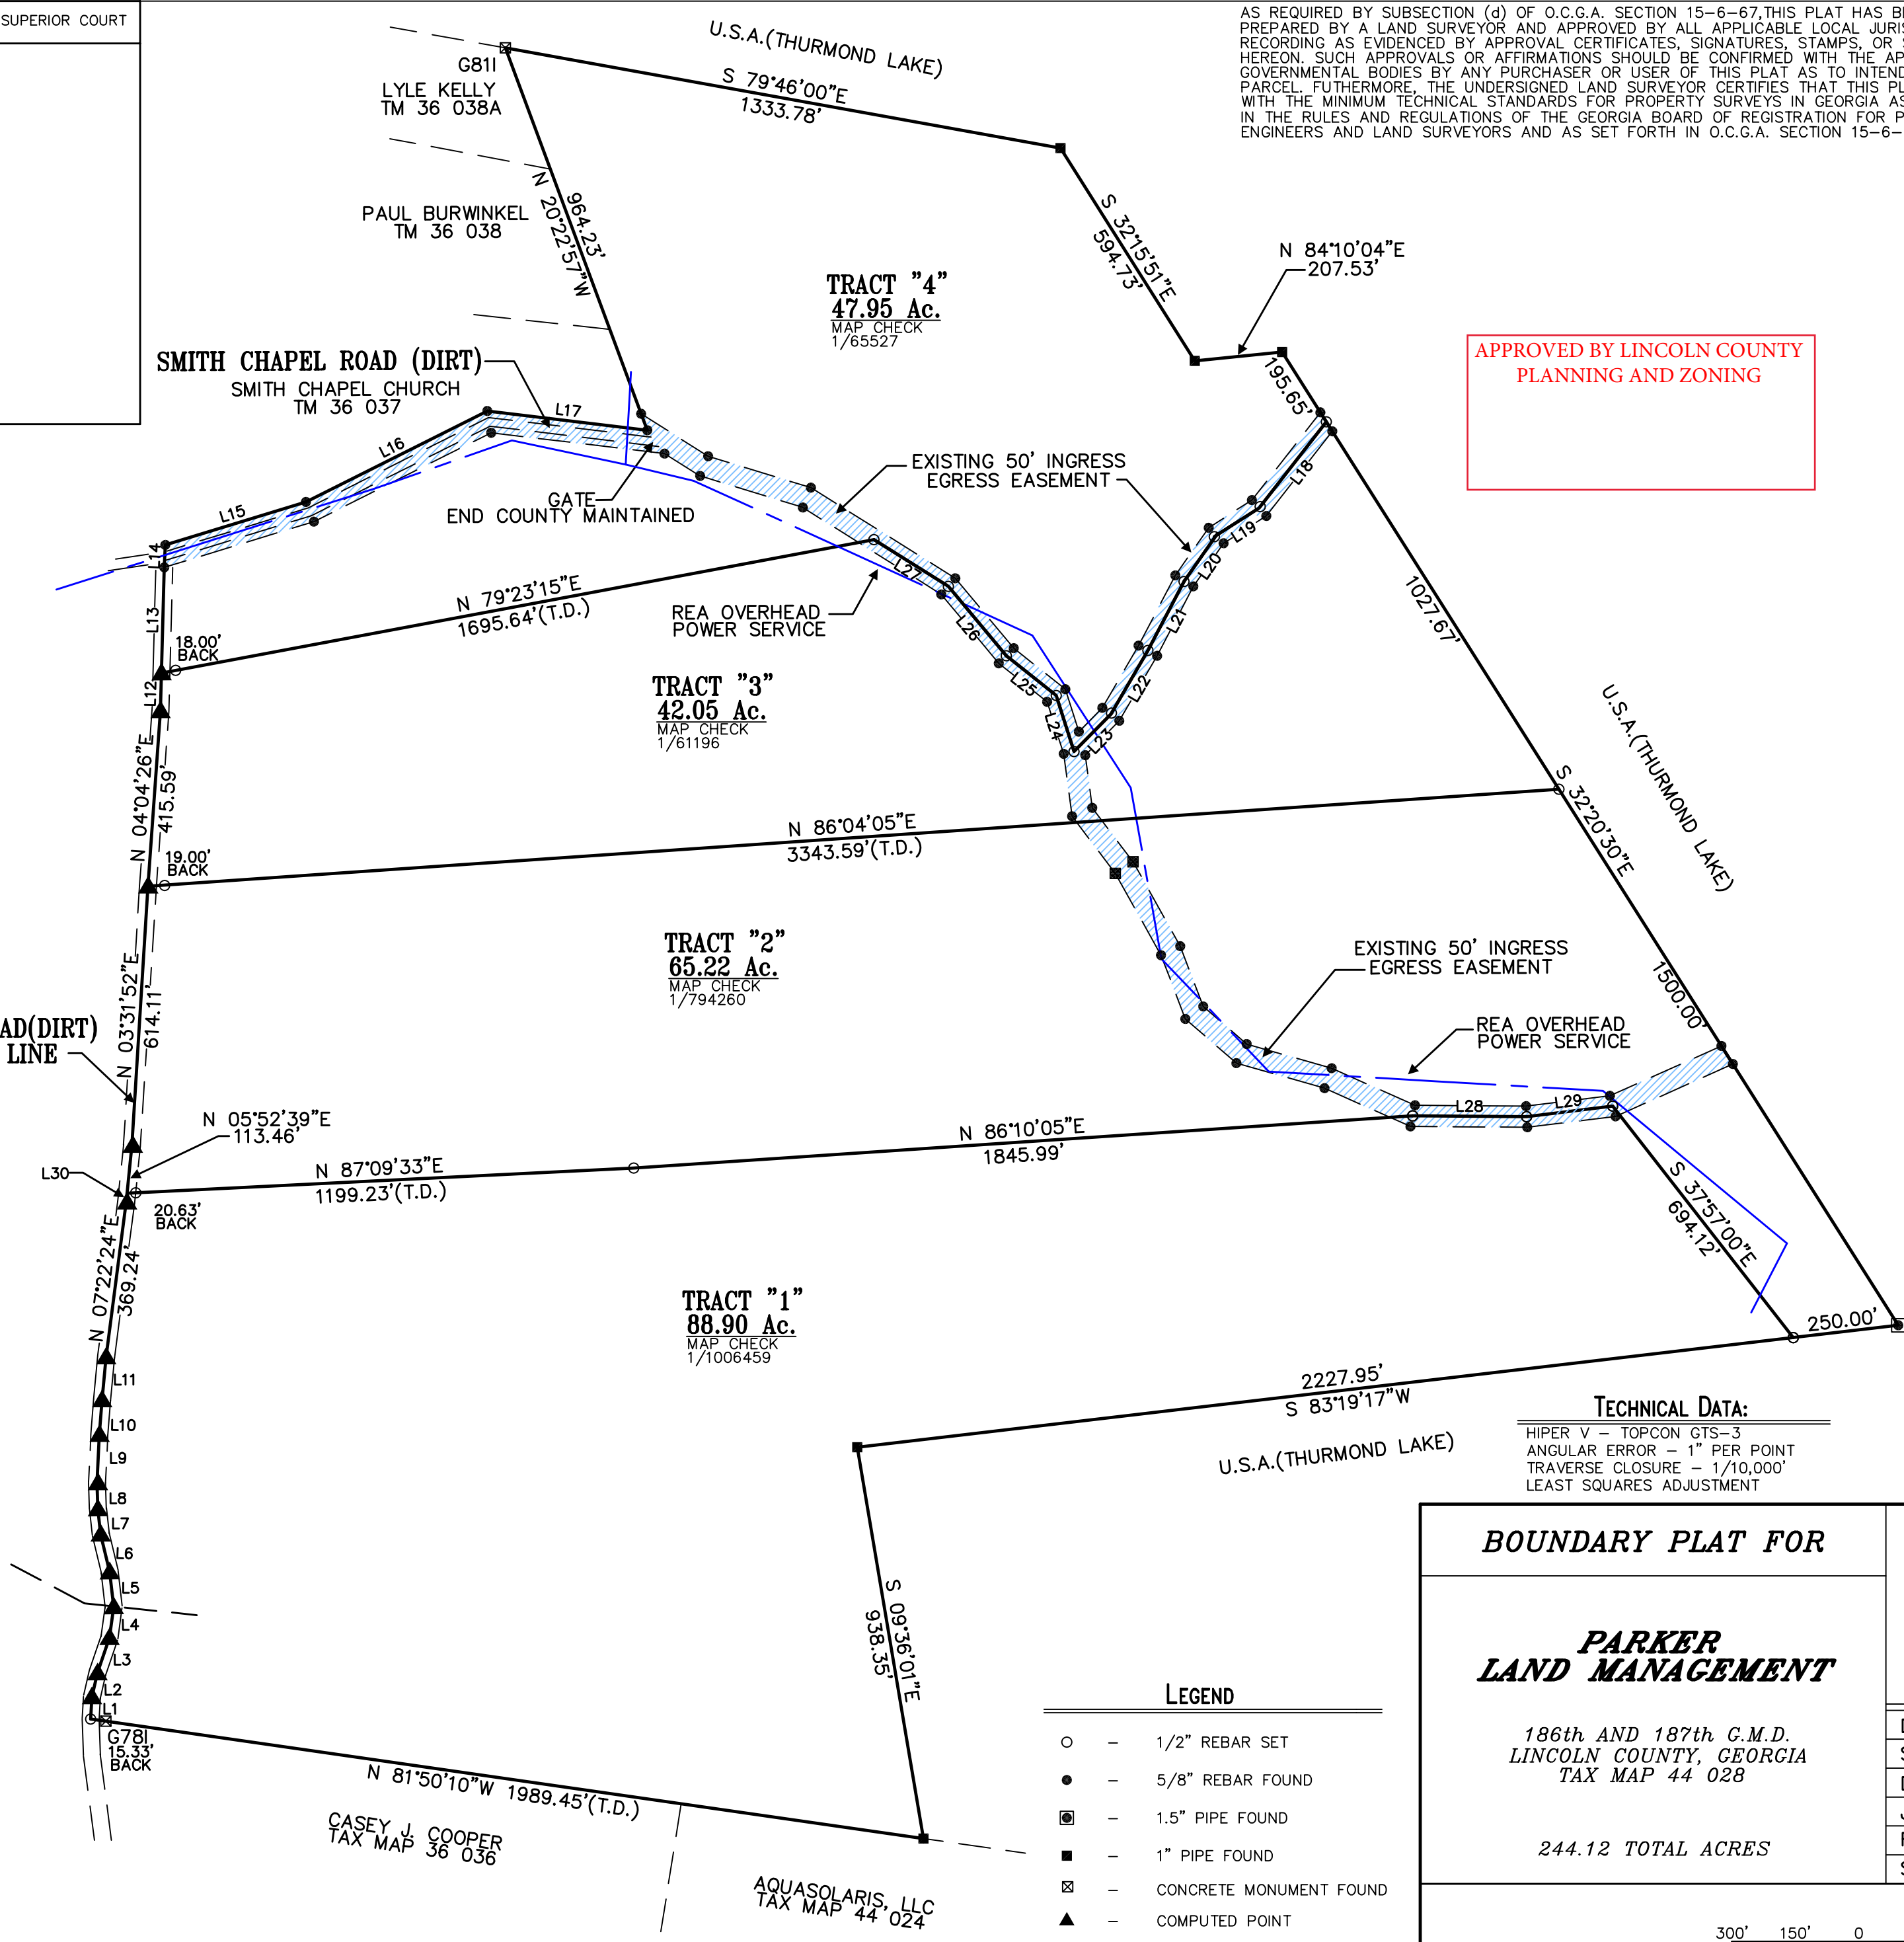 SUPERIOR COURT
AS REQUIRED BY SUBSECTION (d) OF O.C.G.A. SECTION 15-6-67,THIS PLAT HAS
PREPARED BY A LAND SURVEYOR AND APPROVED BY ALL APPLICABLE LOCAL
RECORDING AS EVIDENCED BY APPROVAL CERTIFICATES, SIGNATURES, STAMPS, OR
HEREON. SUCH APPROVALS OR AFFIRMATIONS SHOULD BE CONFIRMED WITH THE
GOVERNMENTAL BODIES BY ANY PURCHASER OR USER OF THIS PLAT AS TO
PARCEL. FUTHERMORE, THE UNDERSIGNED LAND SURVEYOR CERTIFIES THAT THIS
WITH THE MINIMUM TECHNICAL STANDARDS FOR PROPERTY SURVEYS IN GEORGIA
IN THE RULES AND REGULATIONS OF THE GEORGIA BOARD OF REGISTRATION FOR
ENGINEERS AND LAND SURVEYORS AND AS SET FORTH IN O.C.G.A. SECTION 15-6-
U.S.A.(THURMOND LAKE)
S 79°46'00"E
1333.78'
G811
LYLE KELLY
TM 36 038A
PAUL BURWINKEL
TM 36 038
964.23'
N 20°22'57"W
S 32°15'51"E
594.73'
N 84°10'04"E
207.53'
195.65'
TRACT "4"
47.95 Ac.
MAP CHECK
1/65527
APPROVED BY LINCOLN COUNTY
PLANNING AND ZONING
SMITH CHAPEL ROAD (DIRT)
SMITH CHAPEL CHURCH
TM 36 037
L17
L16
L15
L14
L13
L12
GATE
END COUNTY MAINTAINED
EXISTING 50' INGRESS
EGRESS EASEMENT
L18
L19
L20
L21
L22
L23
L24
L25
L26
L27
N 79°23'15"E
1695.64'(T.D.)
REA OVERHEAD
POWER SERVICE
18.00'
BACK
1027.67'
TRACT "3"
42.05 Ac.
MAP CHECK
1/61196
N 04°04'26"E
415.59'
U.S.A.(THURMOND LAKE)
S 32°20'30"E
19.00'
BACK
N 86°04'05"E
3343.59'(T.D.)
TRACT "2"
65.22 Ac.
MAP CHECK
1/794260
N 03°31'52"E
614.11'
AD(DIRT)
LINE
EXISTING 50' INGRESS
EGRESS EASEMENT
1500.00'
REA OVERHEAD
POWER SERVICE
L28
L29
N 05°52'39"E
113.46'
L30
N 87°09'33"E
1199.23'(T.D.)
N 86°10'05"E
1845.99'
20.63'
BACK
N 07°22'24"E
369.24'
S 37°57'00"E
694.12'
250.00'
TRACT "1"
88.90 Ac.
MAP CHECK
1/1006459
2227.95'
S 83°19'17"W
U.S.A.(THURMOND LAKE)
L11
L10
L9
L8
L7
L6
L5
L4
L3
L2
L1
G781
15.33'
BACK
S 09°36'01"E
938.35'
N 81°50'10"W 1989.45'(T.D.)
CASEY J. COOPER
TAX MAP 36 036
AQUASOLARIS, LLC
TAX MAP 44 024
TECHNICAL DATA:
HIPER V - TOPCON GTS-3
ANGULAR ERROR - 1" PER POINT
TRAVERSE CLOSURE - 1/10,000'
LEAST SQUARES ADJUSTMENT
LEGEND
- 1/2" REBAR SET
- 5/8" REBAR FOUND
- 1.5" PIPE FOUND
- 1" PIPE FOUND
- CONCRETE MONUMENT FOUND
- COMPUTED POINT
BOUNDARY PLAT FOR
PARKER
LAND MANAGEMENT
186th AND 187th G.M.D.
LINCOLN COUNTY, GEORGIA
TAX MAP 44 028
244.12 TOTAL ACRES
300' 150' 0